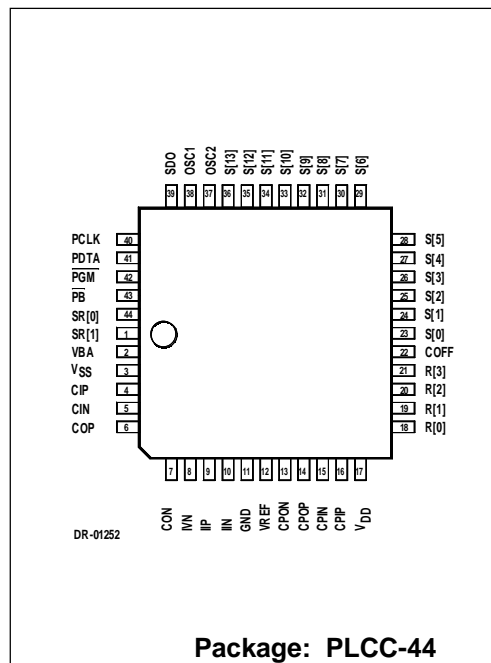 SDO OSC1 OSC2 S[13] S[12] S[11] S[10] S[9] S[8] S[7] S[6]
39 38 37 36 35 34 33 32 31 30 29
PCLK 40 28 S[5]
PDTA 41 27 S[4]
PGM 42 26 S[3]
PB 43 25 S[2]
SR[0] 44 24 S[1]
SR[1] 1 23 S[0]
VBA 2 22 COFF
VSS 3 21 R[3]
CIP 4 20 R[2]
CIN 5 19 R[1]
COP 6 18 R[0]
7 8 9 10 11 12 13 14 15 16 17
CON IVN IIP IIN GND VREF CPON CPOP CPIN CPIP VDD
DR-01252
Package: PLCC-44